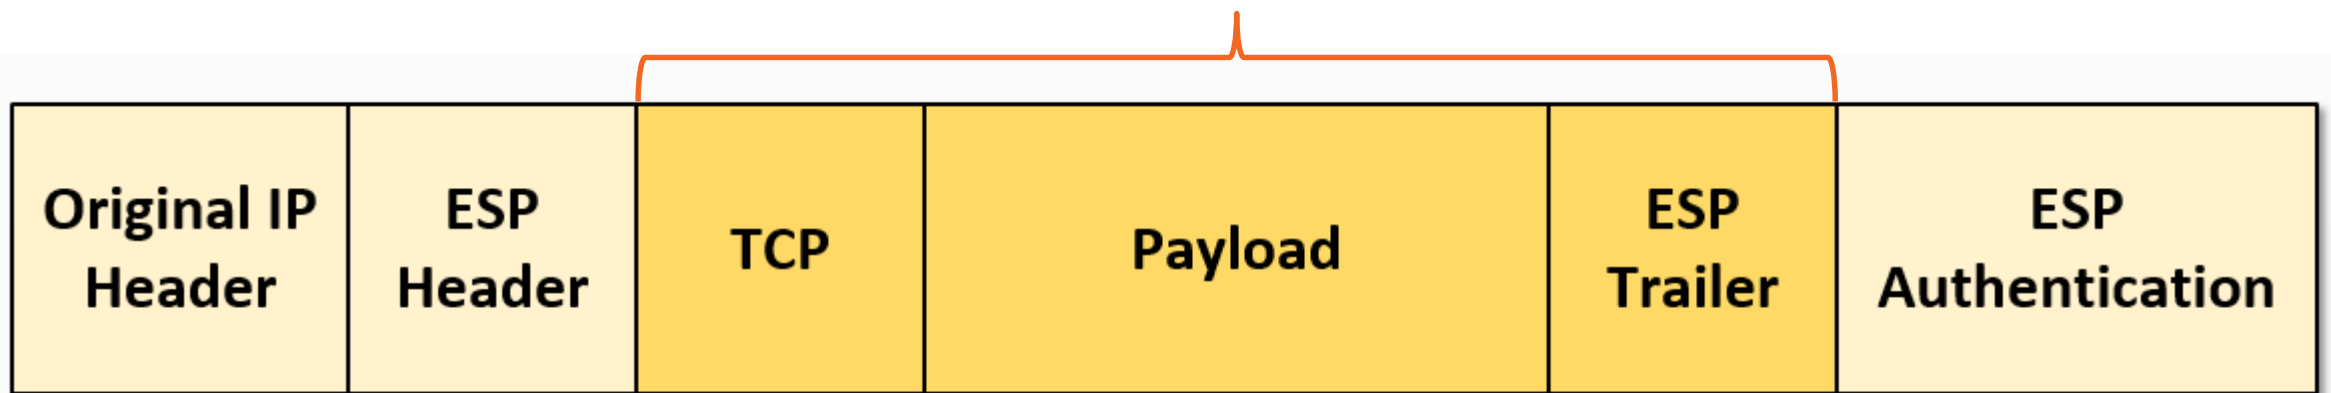 Original IP
Header
ESP
Header
TCP
Payload
ESP
Trailer
ESP
Authentication